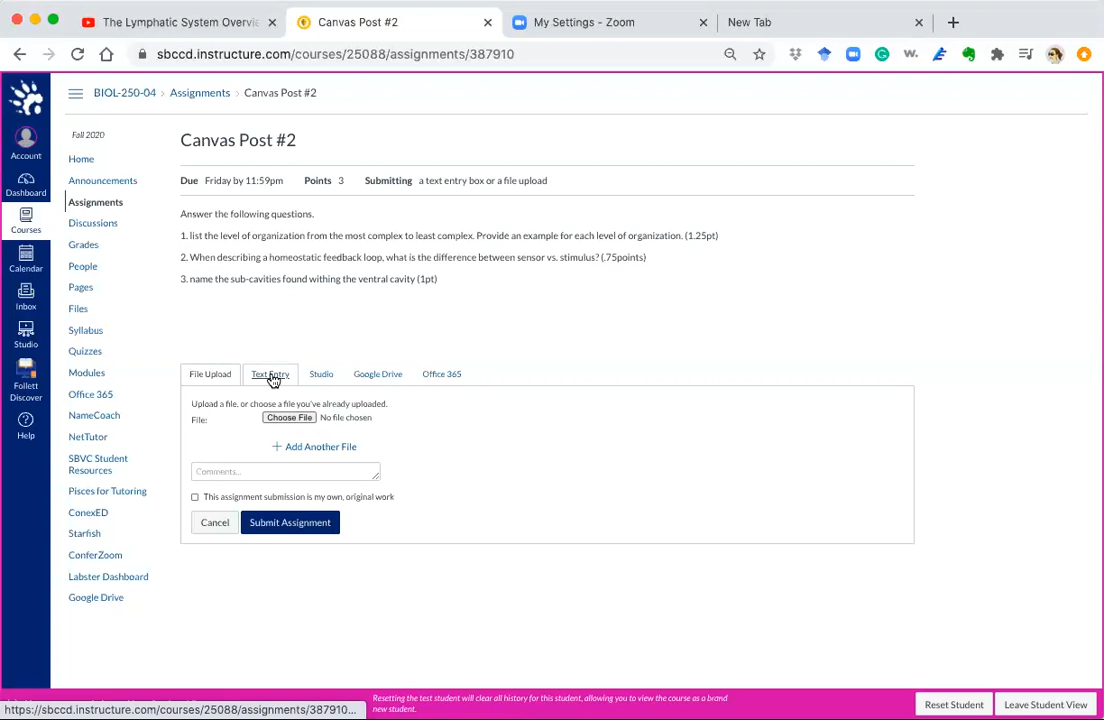 The Lymphatic System Overvie
Canvas Post #2
My Settings - Zoom
New Tab
sbccd.instructure.com/courses/25088/assignments/387910
BIOL-250-04 › Assignments › Canvas Post #2
Account
Dashboard
Courses
Calendar
Inbox
Studio
Follett
Discover
Help
Fall 2020
Home
Announcements
Assignments
Discussions
Grades
People
Pages
Files
Syllabus
Quizzes
Modules
Office 365
NameCoach
NetTutor
SBVC Student
Resources
Pisces for Tutoring
ConexED
Starfish
ConferZoom
Labster Dashboard
Google Drive
Canvas Post #2
Due Friday by 11:59pm Points 3 Submitting a text entry box or a file upload
Answer the following questions.
1. list the level of organization from the most complex to least complex. Provide an example for each level of organization. (1.25pt)
2. When describing a homeostatic feedback loop, what is the difference between sensor vs. stimulus? (.75points)
3. name the sub-cavities found withing the ventral cavity (1pt)
File Upload Text Entry Studio Google Drive Office 365
Upload a file, or choose a file you've already uploaded.
File: Choose File No file chosen
+ Add Another File
Comments...
This assignment submission is my own, original work
Cancel Submit Assignment
Resetting the test student will clear all history for this student, allowing you to view the course as a brand
new student.
Reset Student Leave Student View
https://sbccd.instructure.com/courses/25088/assignments/387910...